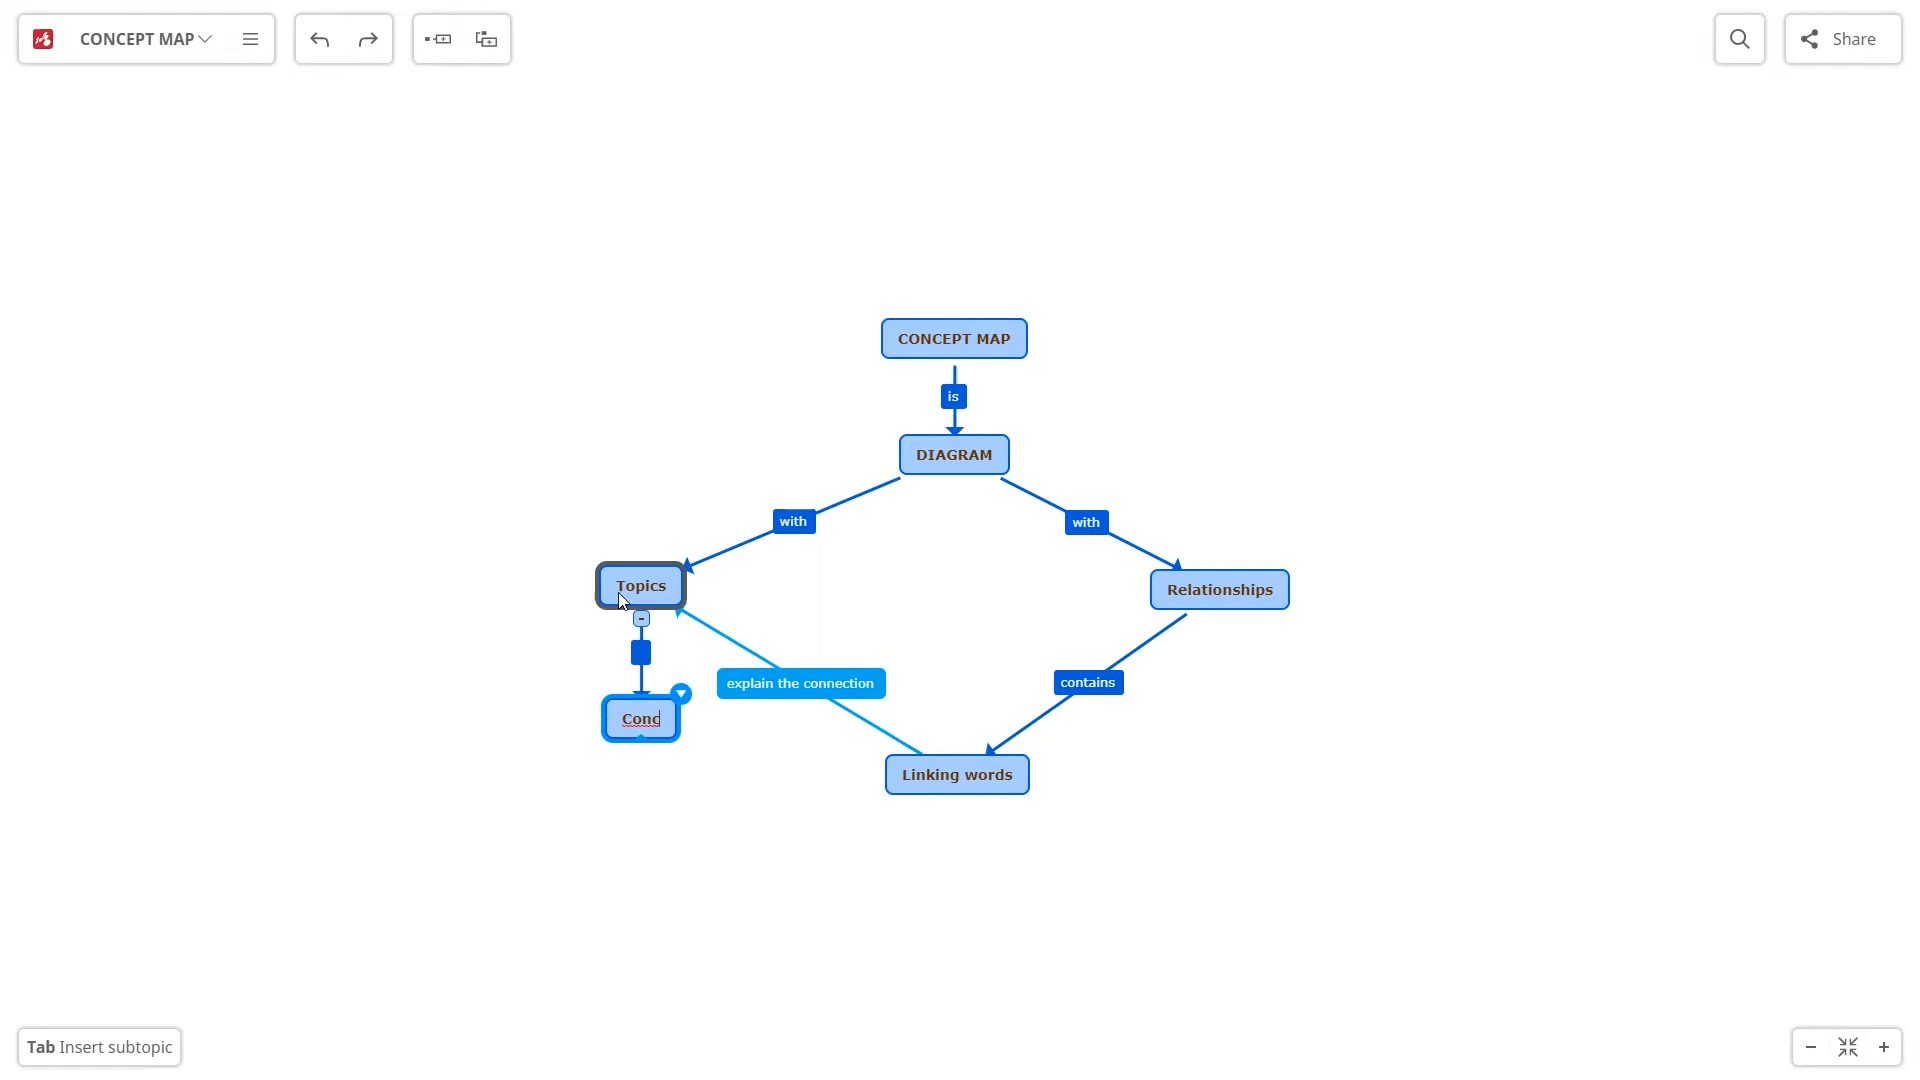 CONCEPT MAP
Share
CONCEPT MAP
is
DIAGRAM
with
with
Topics
Relationships
-
explain the connection
contains
Conc
Linking words
Tab Insert subtopic